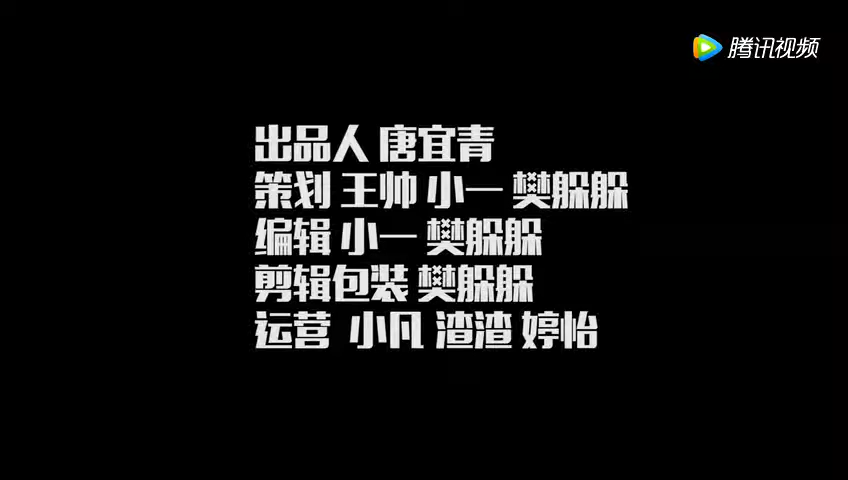 腾讯视频
出品人 唐宜青
策划 王帅 小一 樊躲躲
编辑 小一 樊躲躲
剪辑包装 樊躲躲
运营 小凡 渣渣 婷怡